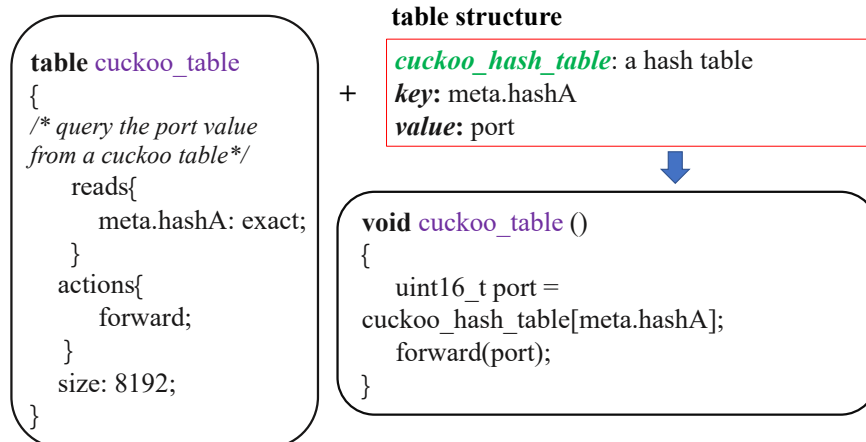 table cuckoo_table
{
/* query the port value
from a cuckoo table*/
reads{
meta.hashA: exact;
}
actions{
forward;
}
size: 8192;
}
+
table structure
cuckoo_hash_table: a hash table
key: meta.hashA
value: port
void cuckoo_table ()
{
uint16_t port =
cuckoo_hash_table[meta.hashA];
forward(port);
}